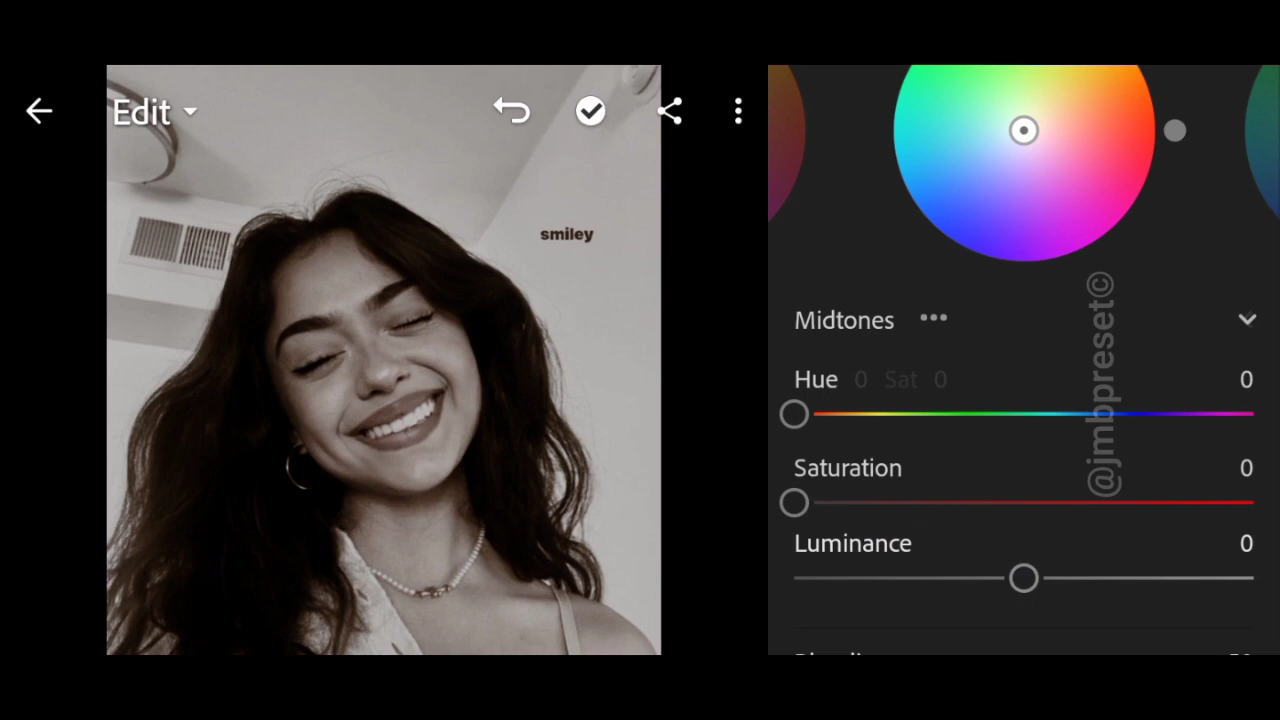 Edit
smiley
Midtones •••
Hue 0 Sat 0 0
Saturation 0
Luminance 0
@jmbpreset©